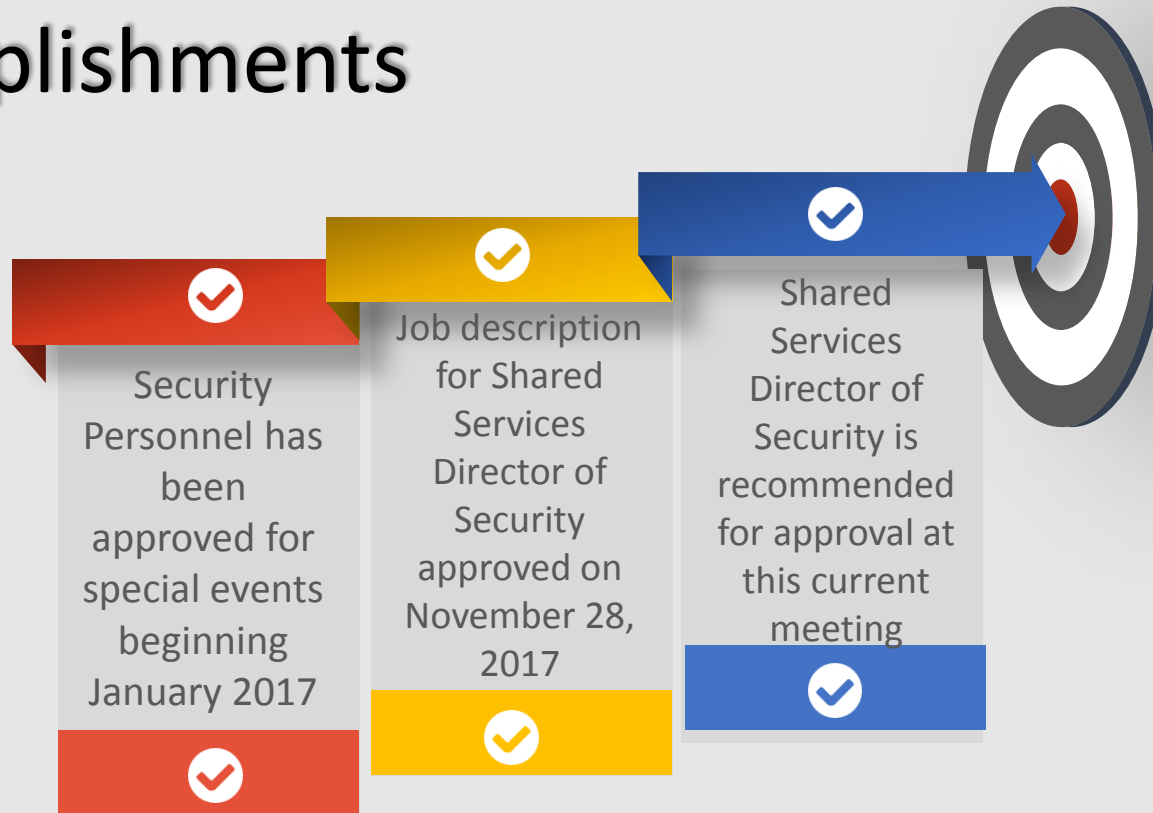 plishments
Security
Personnel has
been
approved for
special events
beginning
January 2017
Job description
for Shared
Services
Director of
Security
approved on
November 28,
2017
Shared
Services
Director of
Security is
recommended
for approval at
this current
meeting